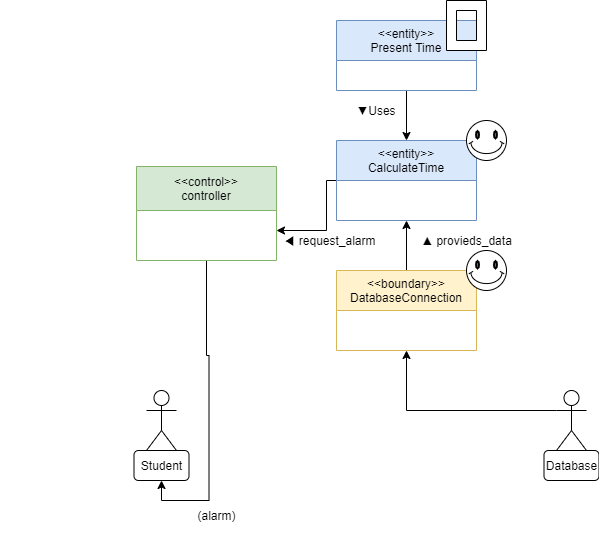 <<entity>>
Present Time
▼Uses
<<entity>>
CalculateTime
<<control>>
controller
◀ request_alarm
▲ provieds_data
<<boundary>>
DatabaseConnection
Student
Database
(alarm)